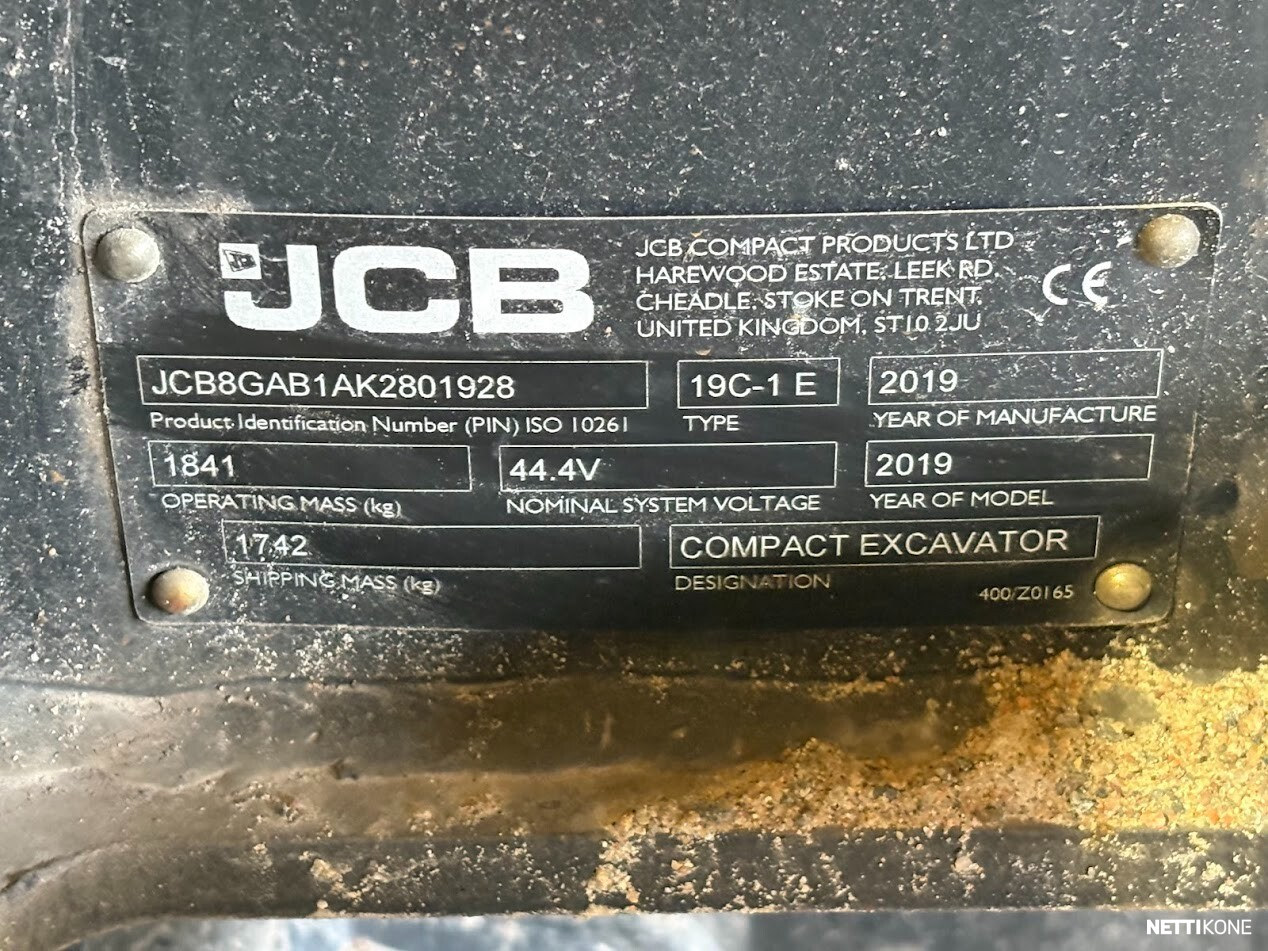 JCB
JCB COMPACT PRODUCTS LTD
HAREWOOD ESTATE, LEEK RD,
CHEADLE, STOKE ON TRENT,
UNITED KINGDOM, ST10 2JU
CE
JCB8GAB1AK2801928
Product Identification Number (PIN) ISO 10261
19C-1 E
TYPE
2019
YEAR OF MANUFACTURE
1841
OPERATING MASS (kg)
44.4V
NOMINAL SYSTEM VOLTAGE
2019
YEAR OF MODEL
1742
SHIPPING MASS (kg)
COMPACT EXCAVATOR
DESIGNATION
400/Z0165
NETTIKONE